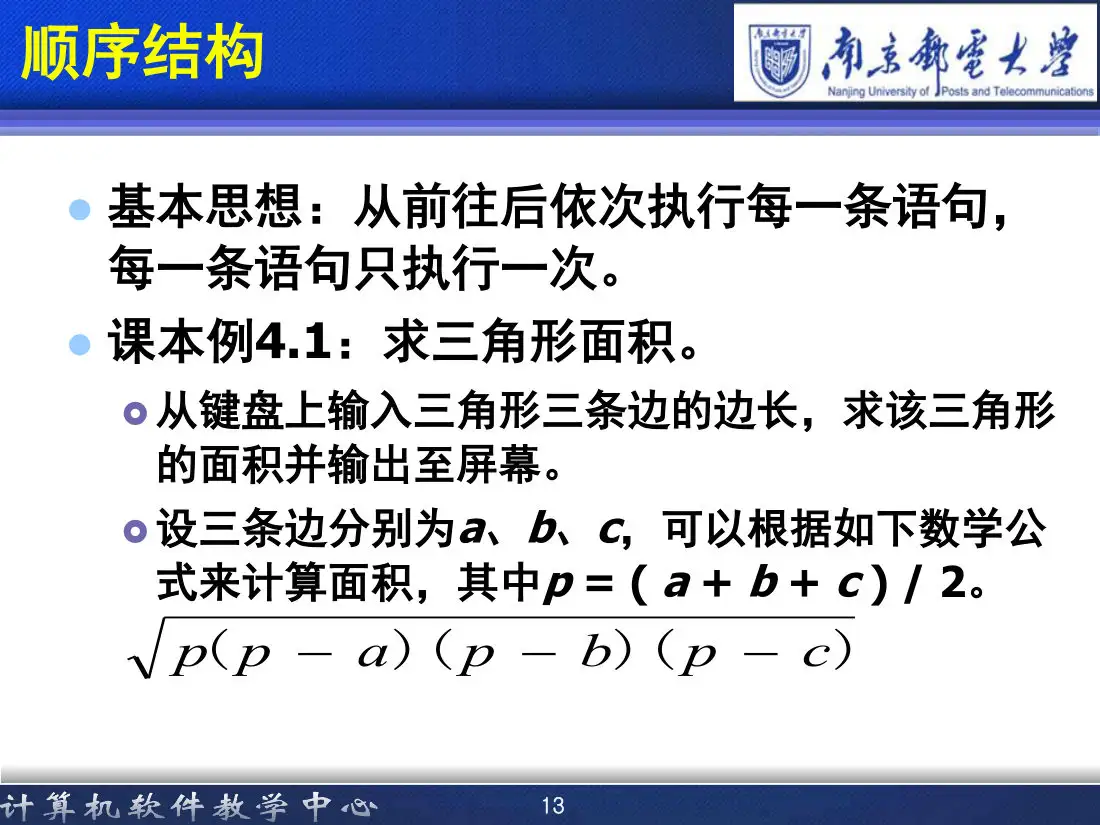 顺序结构
南京邮电大学
Nanjing University of Posts and Telecommunications
基本思想：从前往后依次执行每一条语句，
每一条语句只执行一次。
课本例4.1：求三角形面积。
从键盘上输入三角形三条边的边长，求该三角形
的面积并输出至屏幕。
设三条边分别为a、b、c，可以根据如下数学公
式来计算面积，其中p = ( a + b + c ) / 2。
√p(p − a)(p − b)(p − c)
计算机软件教学中心
13